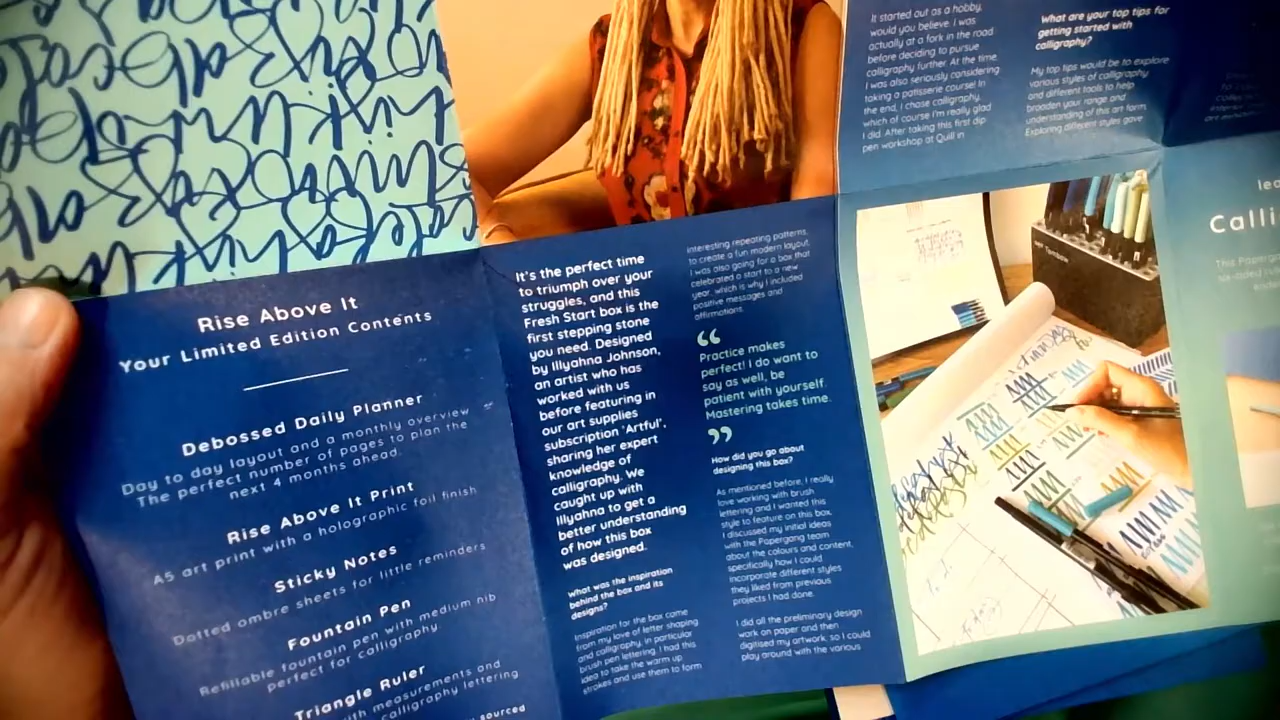 Rise Above It
Your Limited Edition Contents
Debossed Daily Planner
Day to day layout and a monthly overview
The perfect number of pages to plan the
next 4 months ahead.
Rise Above It Print
A5 art print with a holographic foil finish
Sticky Notes
Dotted ombre sheets for little reminders
Fountain Pen
Refillable fountain pen with medium nib
perfect for calligraphy.
Triangle Ruler
with measurements and
calligraphy lettering
sourced
It's the perfect time
to triumph over your
struggles, and this
Fresh Start box is the
first stepping stone
you need. Designed
by Illyahna Johnson,
an artist who has
worked with us
before featuring in
our art supplies
subscription 'Artful',
sharing her expert
knowledge of
calligraphy. We
caught up with
Illyahna to get a
better understanding
of how this box
was designed.
What was the inspiration
behind the box and its
designs?
Inspiration for the box came
from my love of letter shaping
and calligraphy, in particular
brush pen lettering. I had this
idea to take the warm up
strokes and use them to form
interesting repeating patterns,
to create a fun modern layout.
I was also going for a box that
celebrated a start to a new
year, which is why I included
positive messages and
affirmations.
“
Practice makes
perfect! I do want to
say as well, be
patient with yourself.
Mastering takes time.
”
How did you go about
designing this box?
As mentioned before, I really
love working with brush
lettering and I wanted this
style to feature on this box.
I discussed my initial ideas
with the Papergang team
about the colours and content,
specifically how I could
incorporate different styles
they liked from previous
projects I had done.
I did all the preliminary design
work on paper and then
digitised my artwork, so I could
play around with the various
It started out as a hobby,
would you believe. I was
actually at a fork in the road
before deciding to pursue
calligraphy further. At the time,
I was also seriously considering
taking a patisserie course! In
the end, I chose calligraphy,
which of course I'm really glad
I did. After taking this first dip
pen workshop at Quill in
What are your top tips for
getting started with
calligraphy?
My top tips would be to explore
various styles of calligraphy
and different tools to help
broaden your range and
understanding of this art form.
Exploring different styles gave
lea
Calli
This Papergang